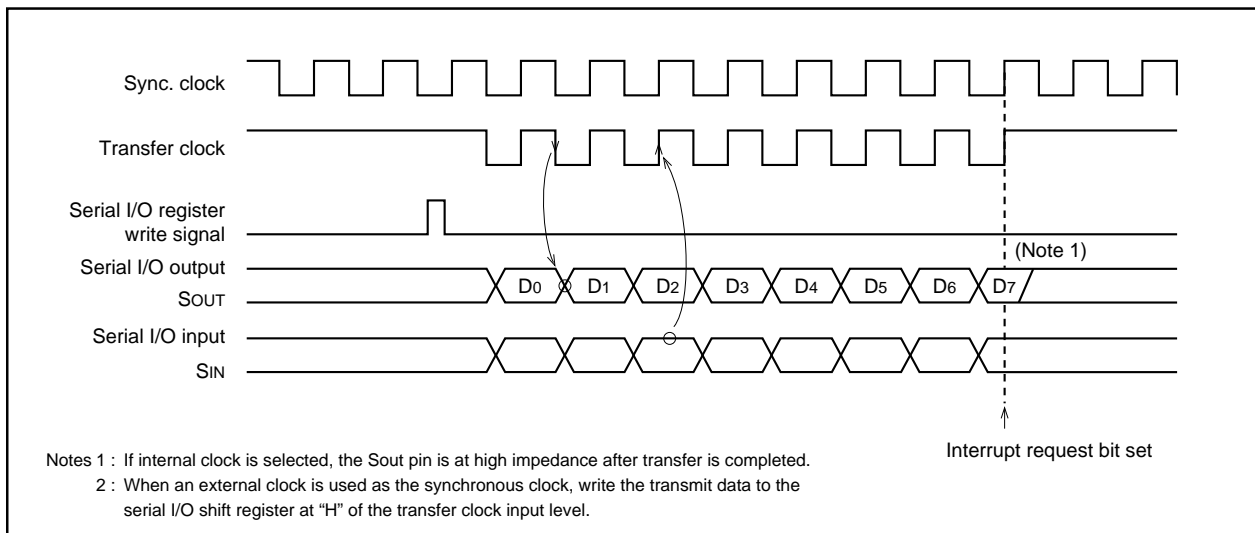 Sync. clock
Transfer clock
Serial I/O register
write signal
(Note 1)
Serial I/O output
SOUT
D0 D1 D2 D3 D4 D5 D6 D7
Serial I/O input
SIN
Interrupt request bit set
Notes 1 : If internal clock is selected, the Sout pin is at high impedance after transfer is completed.
2 : When an external clock is used as the synchronous clock, write the transmit data to the
serial I/O shift register at “H” of the transfer clock input level.